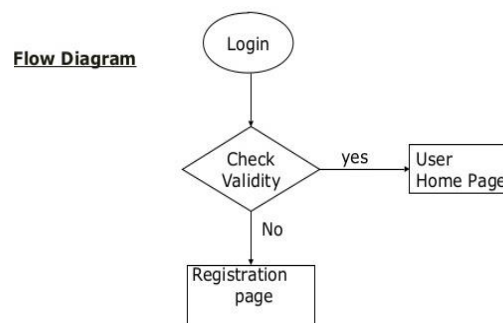 Login
Flow Diagram
Check
Validity
yes
User
Home Page
No
Registration
page